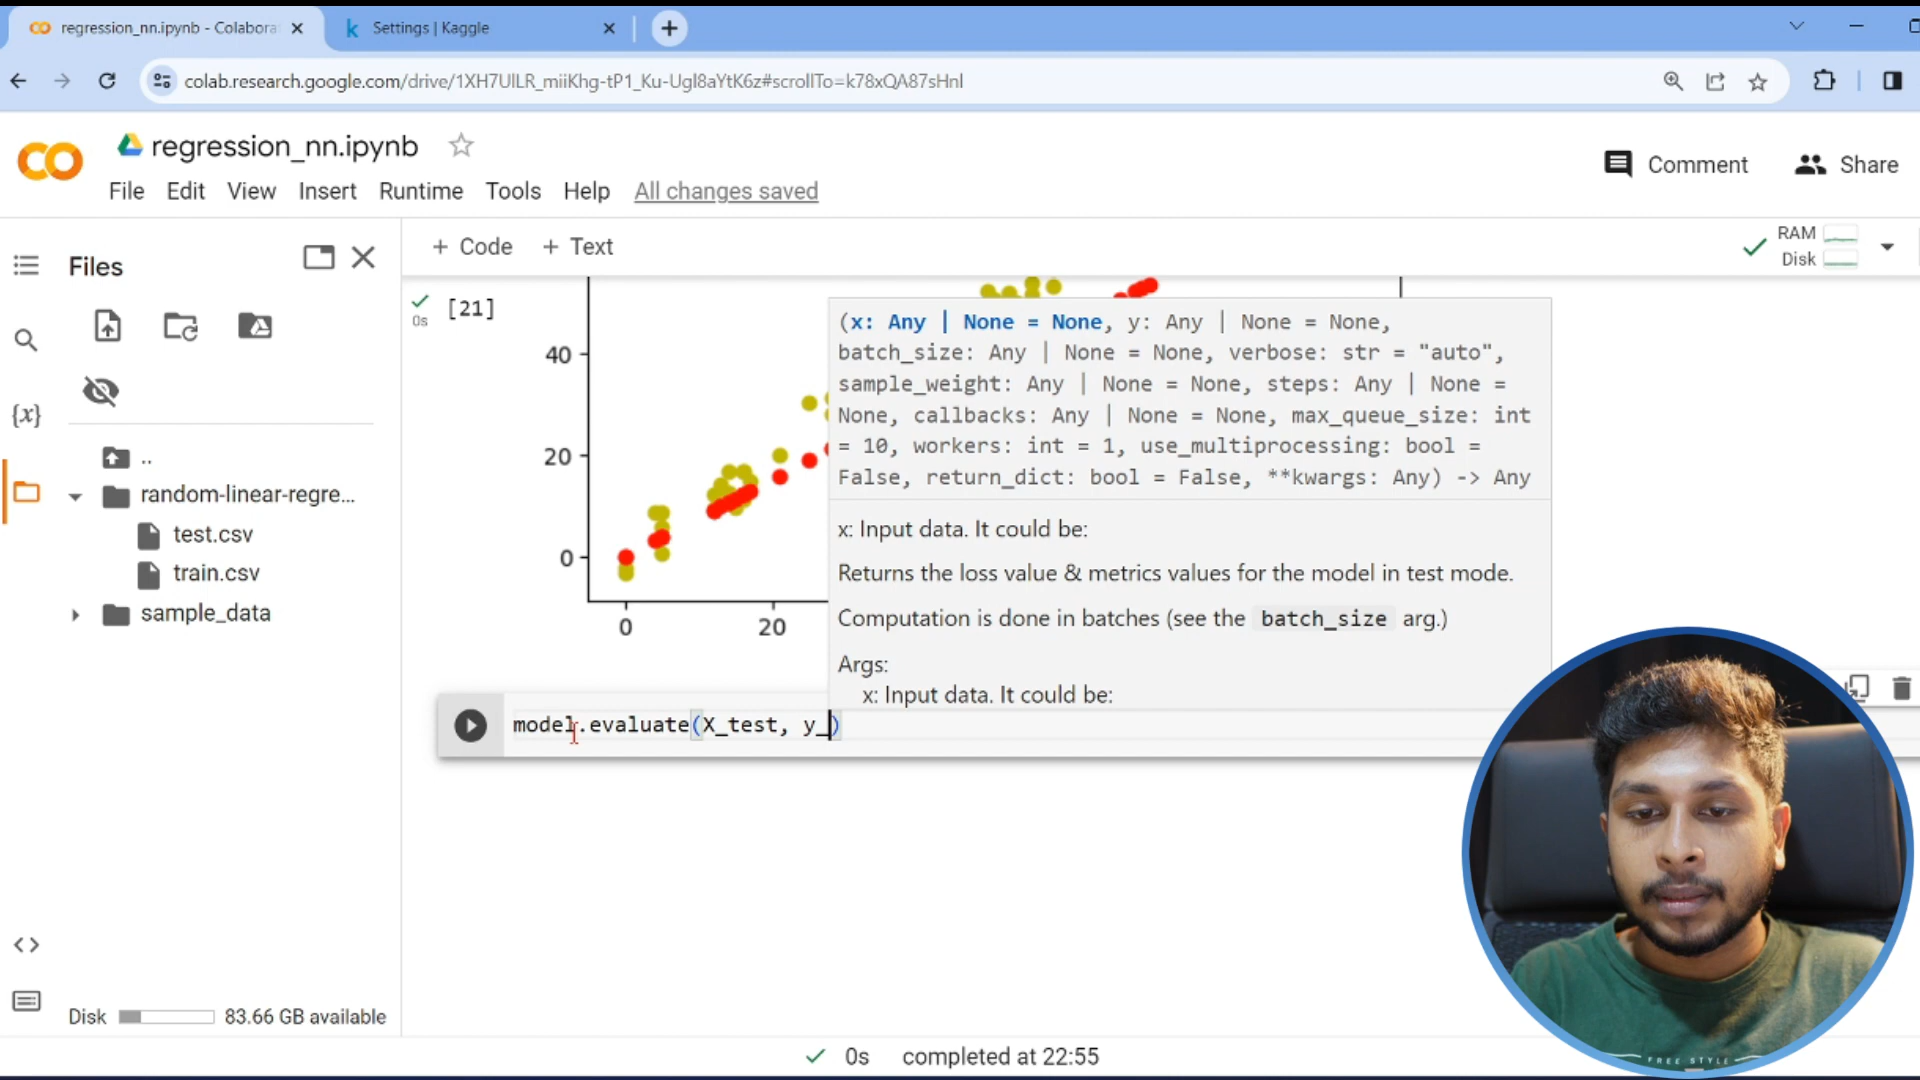 regression_nn.ipynb - Colabora
Settings | Kaggle
colab.research.google.com/drive/1XH7UlLR_miiKhg-tP1_Ku-Ugl8aYtK6z#scrollTo=k78xQA87sHnl
regression_nn.ipynb
File Edit View Insert Runtime Tools Help All changes saved
Comment Share
Files
+ Code + Text
RAM
Disk
[21]
0s
40
20
0
0 20
(x: Any | None = None, y: Any | None = None,
batch_size: Any | None = None, verbose: str = "auto",
sample_weight: Any | None = None, steps: Any | None =
None, callbacks: Any | None = None, max_queue_size: int
= 10, workers: int = 1, use_multiprocessing: bool =
False, return_dict: bool = False, **kwargs: Any) -> Any
x: Input data. It could be:
Returns the loss value & metrics values for the model in test mode.
Computation is done in batches (see the batch_size arg.)
Args:
x: Input data. It could be:
{x}
..
random-linear-regre...
test.csv
train.csv
sample_data
model.evaluate(X_test, y_)
Disk 83.66 GB available
0s completed at 22:55
FREE STYLE